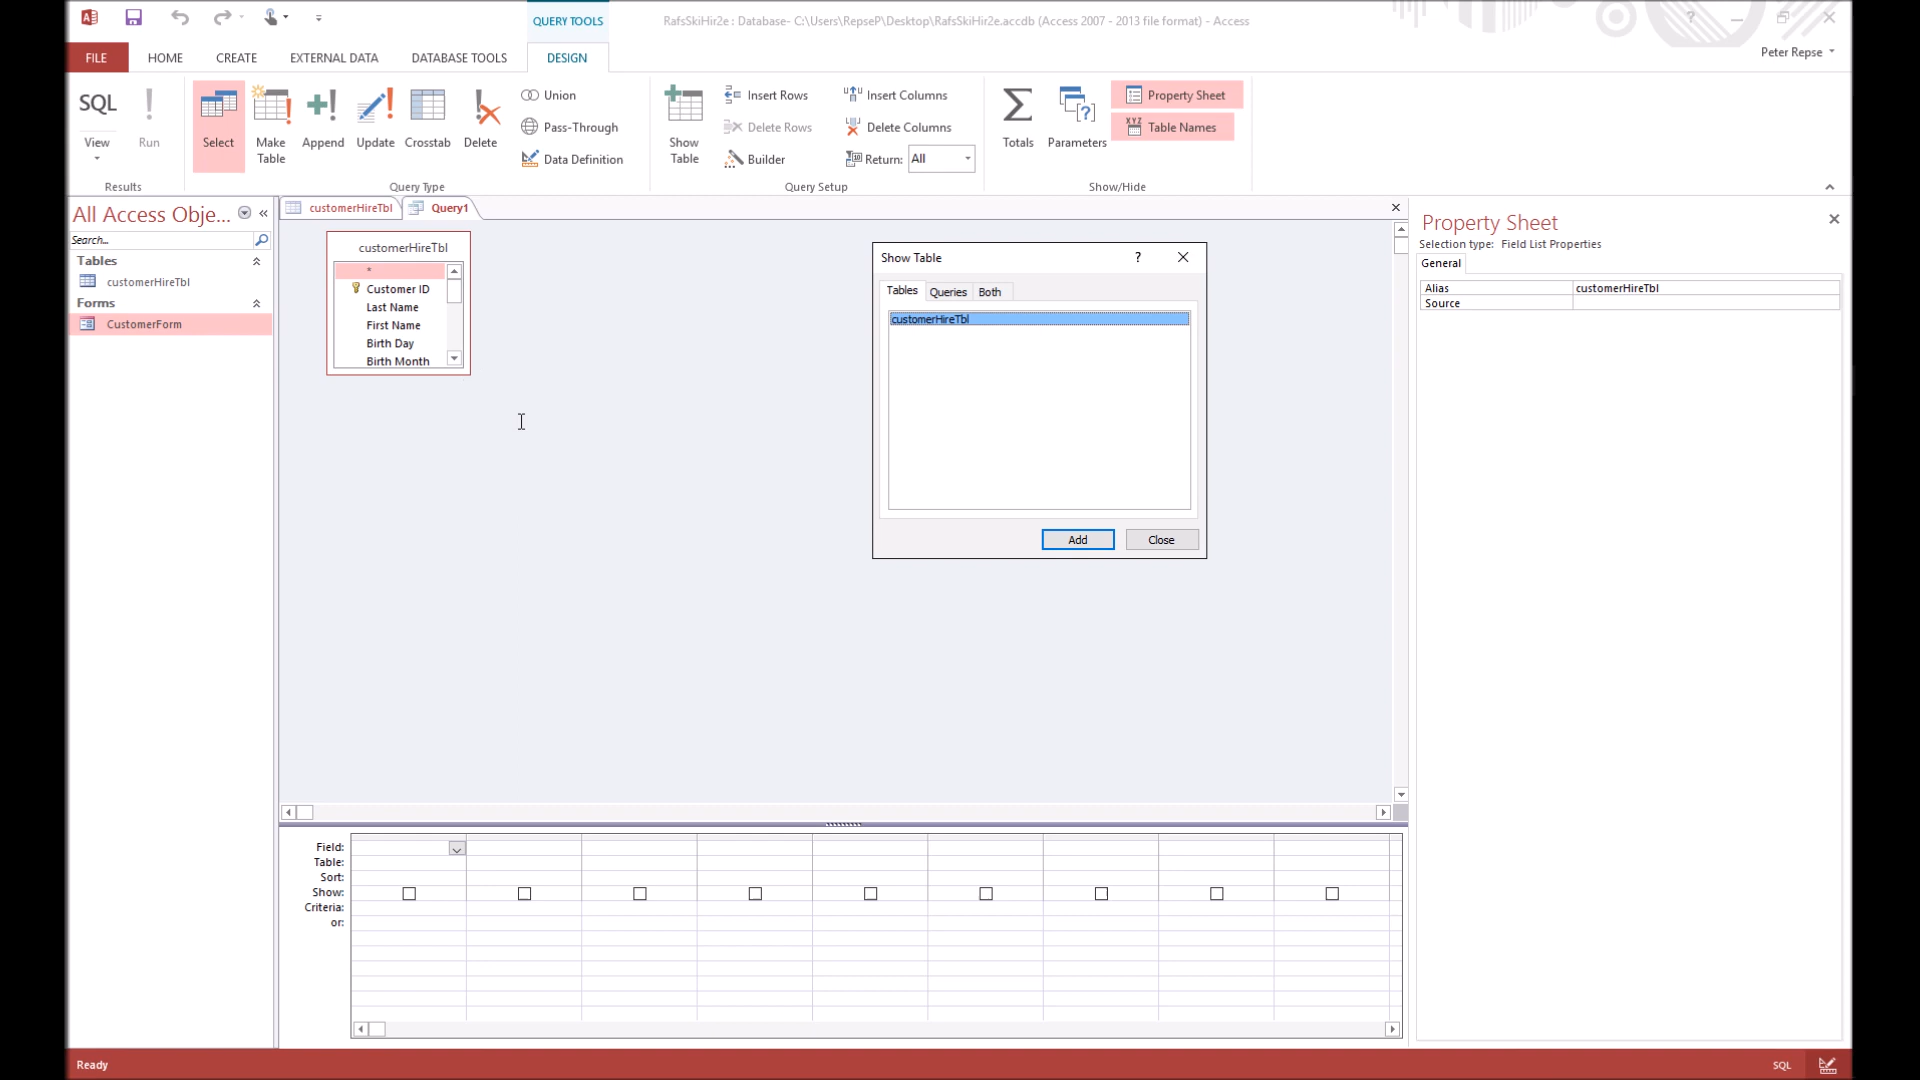 QUERY TOOLS
RafsSkiHir2e : Database- C:\Users\RepseP\Desktop\RafsSkiHir2e.accdb (Access 2007 - 2013 file format) - Access
?
FILE
HOME
CREATE
EXTERNAL DATA
DATABASE TOOLS
DESIGN
Peter Repse
SQL
View
Run
Select
Make
Table
Append
Update
Crosstab
Delete
Union
Pass-Through
Data Definition
Show
Table
Insert Rows
Delete Rows
Builder
Insert Columns
Delete Columns
Return: All
Totals
Parameters
Property Sheet
XYZ Table Names
Results
Query Type
Query Setup
Show/Hide
All Access Obje...
Search...
Tables
customerHireTbl
Forms
CustomerForm
customerHireTbl
Query1
customerHireTbl
*
Customer ID
Last Name
First Name
Birth Day
Birth Month
Show Table
?
Tables
Queries
Both
customerHireTbl
Add
Close
Property Sheet
Selection type: Field List Properties
General
Alias customerHireTbl
Source
Field:
Table:
Sort:
Show:
Criteria:
or:
Ready
SQL